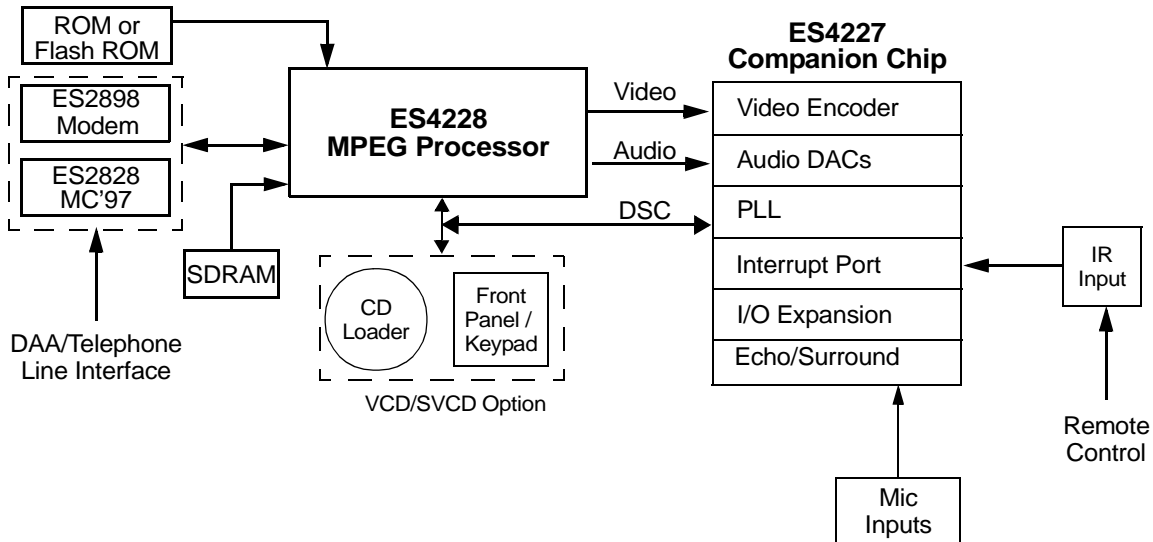 ROM or
Flash ROM
ES2898
Modem
ES2828
MC'97
DAA/Telephone
Line Interface
SDRAM
ES4228
MPEG Processor
CD
Loader
Front
Panel /
Keypad
VCD/SVCD Option
Video
Audio
DSC
ES4227
Companion Chip
Video Encoder
Audio DACs
PLL
Interrupt Port
I/O Expansion
Echo/Surround
IR
Input
Remote
Control
Mic
Inputs